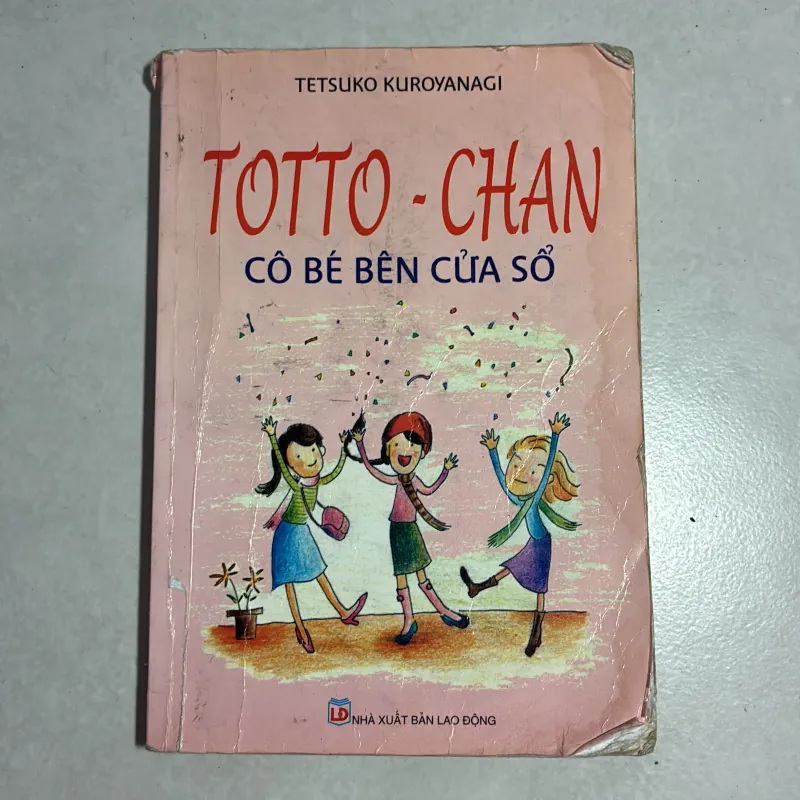 TETSUKO KUROYANAGI
TOTTO - CHAN
CÔ BÉ BÊN CỬA SỔ
LĐ NHÀ XUẤT BẢN LAO ĐỘNG